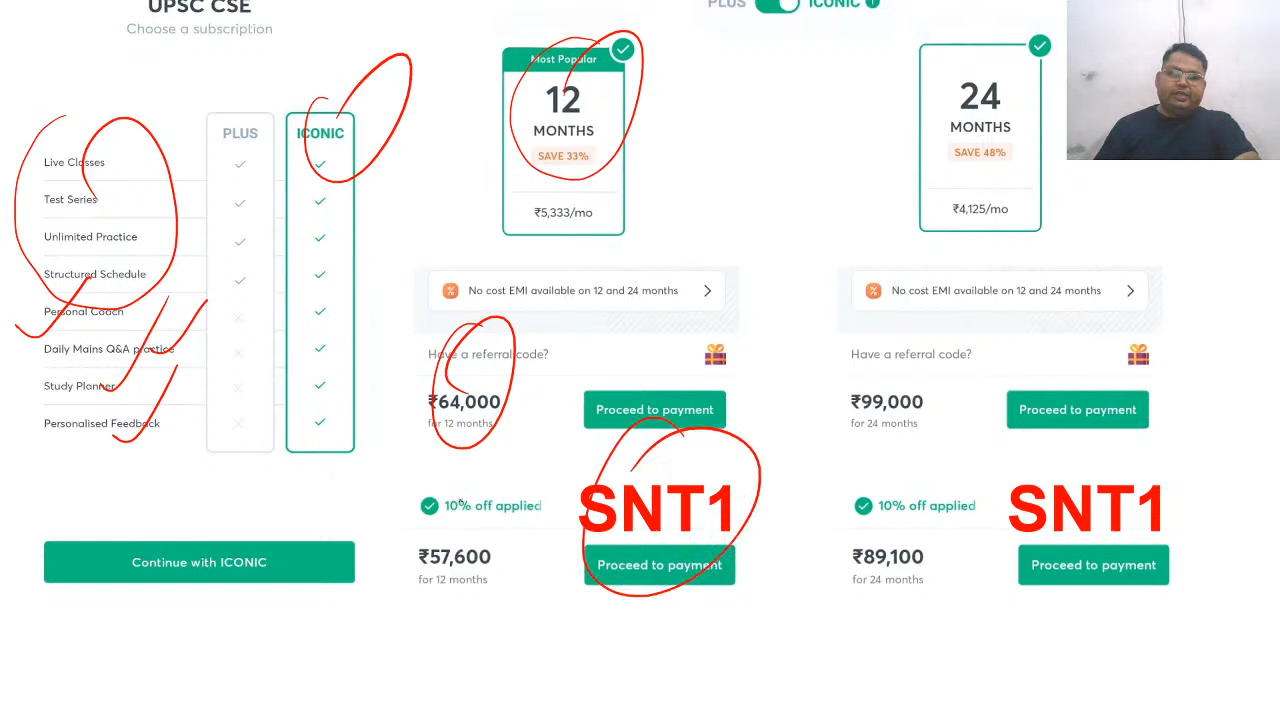 UPSC CSE
Choose a subscription
PLUS
ICONIC
Live Classes
Test Series
Unlimited Practice
Structured Schedule
Personal Coach
Daily Mains Q&A practice
Study Planner
Personalised Feedback
Continue with ICONIC
Most Popular
12
MONTHS
SAVE 33%
₹5,333/mo
No cost EMI available on 12 and 24 months
Have a referral code?
₹64,000
for 12 months
Proceed to payment
10% off applied
SNT1
₹57,600
for 12 months
Proceed to payment
PLUS ICONIC
24
MONTHS
SAVE 48%
₹4,125/mo
No cost EMI available on 12 and 24 months
Have a referral code?
₹99,000
for 24 months
Proceed to payment
10% off applied
SNT1
₹89,100
for 24 months
Proceed to payment